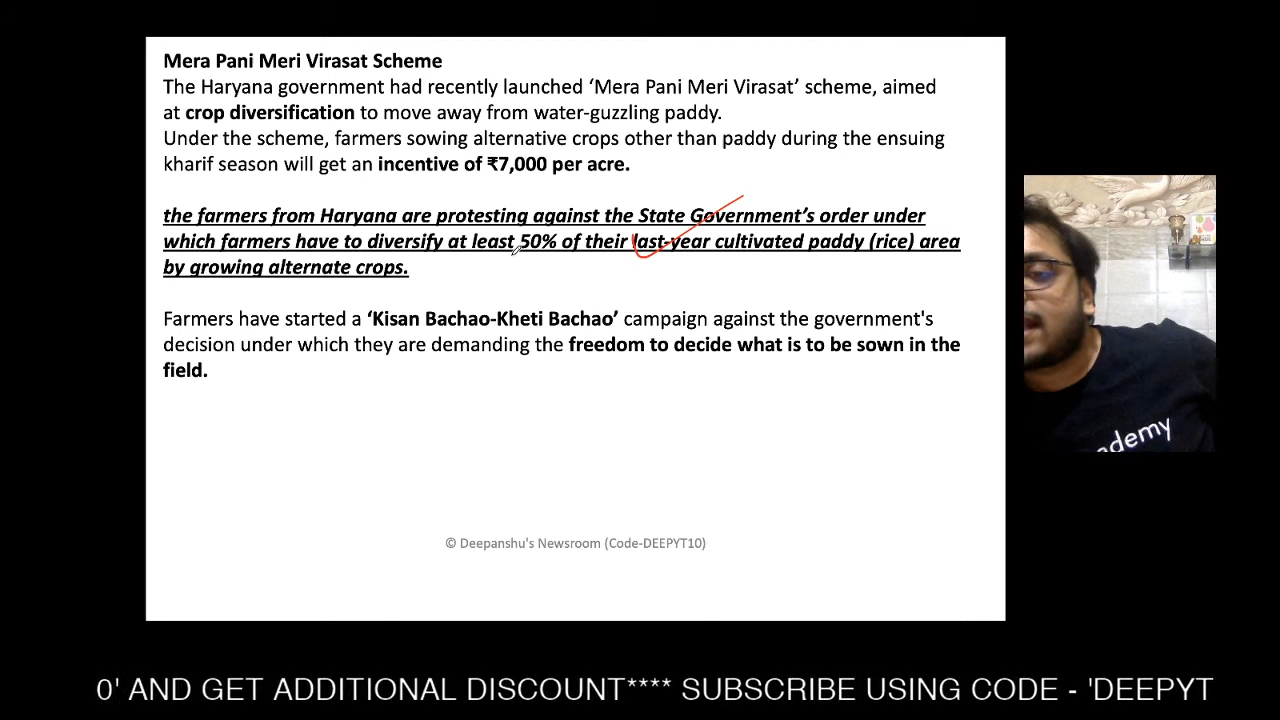 Mera Pani Meri Virasat Scheme
The Haryana government had recently launched ‘Mera Pani Meri Virasat’ scheme, aimed
at crop diversification to move away from water-guzzling paddy.
Under the scheme, farmers sowing alternative crops other than paddy during the ensuing
kharif season will get an incentive of ₹7,000 per acre.
the farmers from Haryana are protesting against the State Government’s order under
which farmers have to diversify at least 50% of their last-year cultivated paddy (rice) area
by growing alternate crops.
Farmers have started a ‘Kisan Bachao-Kheti Bachao’ campaign against the government's
decision under which they are demanding the freedom to decide what is to be sown in the
field.
© Deepanshu's Newsroom (Code-DEEPYT10)
ademy
0' AND GET ADDITIONAL DISCOUNT**** SUBSCRIBE USING CODE - 'DEEPYT